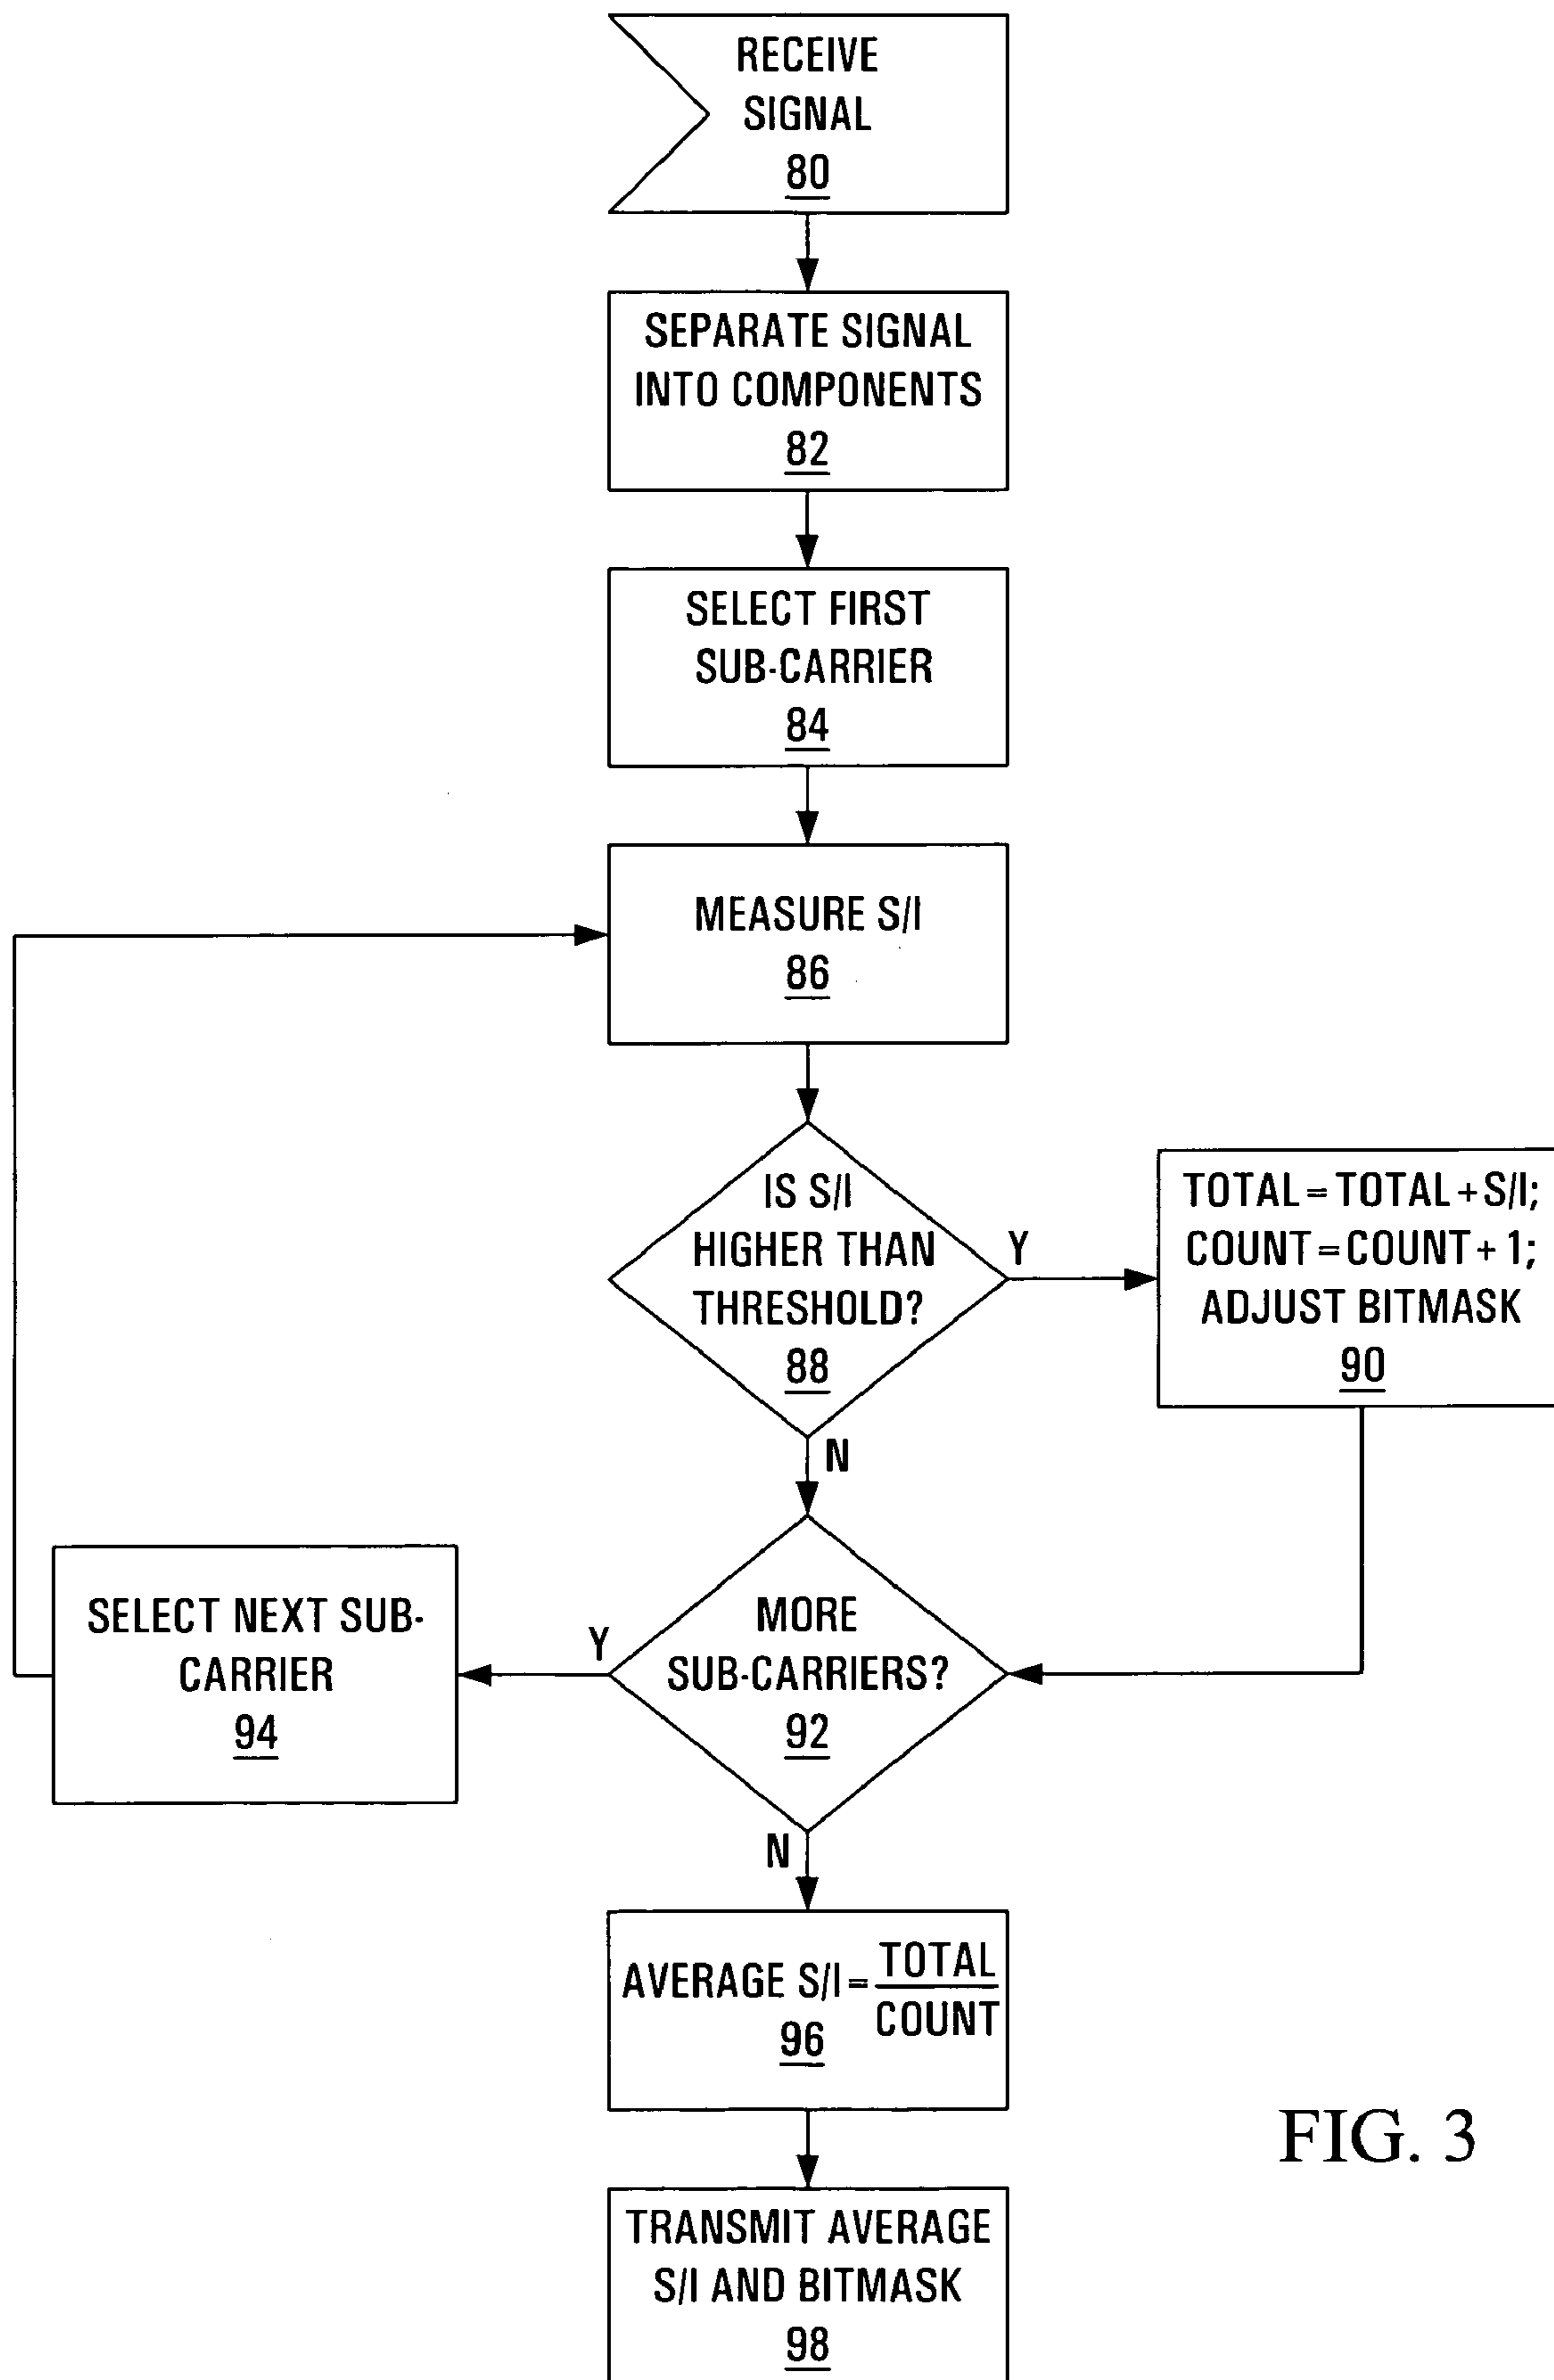 RECEIVE
SIGNAL
80
SEPARATE SIGNAL
INTO COMPONENTS
82
SELECT FIRST
SUB-CARRIER
84
MEASURE S/I
86
IS S/I
HIGHER THAN
THRESHOLD?
88
Y
N
TOTAL=TOTAL+S/I;
COUNT=COUNT+1;
ADJUST BITMASK
90
MORE
SUB-CARRIERS?
92
Y
N
SELECT NEXT SUB-
CARRIER
94
AVERAGE S/I=TOTAL
COUNT
96
TRANSMIT AVERAGE
S/I AND BITMASK
98
FIG. 3